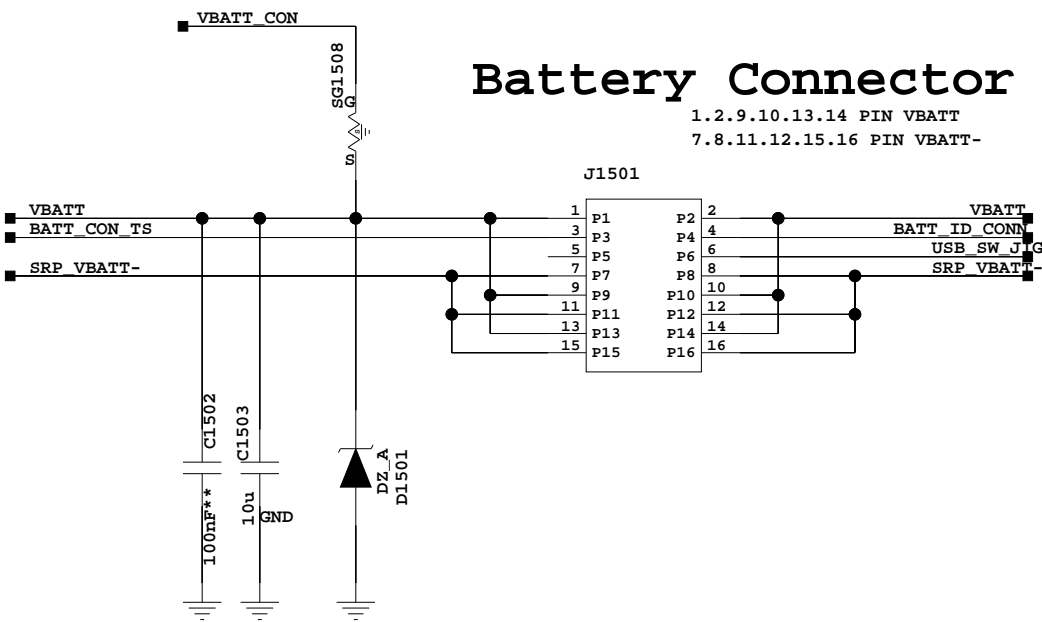 VBATT_CON
SG1508
SG
S
Battery Connector
1.2.9.10.13.14 PIN VBATT
7.8.11.12.15.16 PIN VBATT-
J1501
VBATT
BATT_CON_TS
SRP_VBATT-
1 P1 P2 2
3 P3 P4 4
5 P5 P6 6
7 P7 P8 8
9 P9 P10 10
11 P11 P12 12
13 P13 P14 14
15 P15 P16 16
VBATT
BATT_ID_CONN
USB_SW_JIG
SRP_VBATT-
C1502
100nF**
C1503
10u
GND
DZ_A
D1501